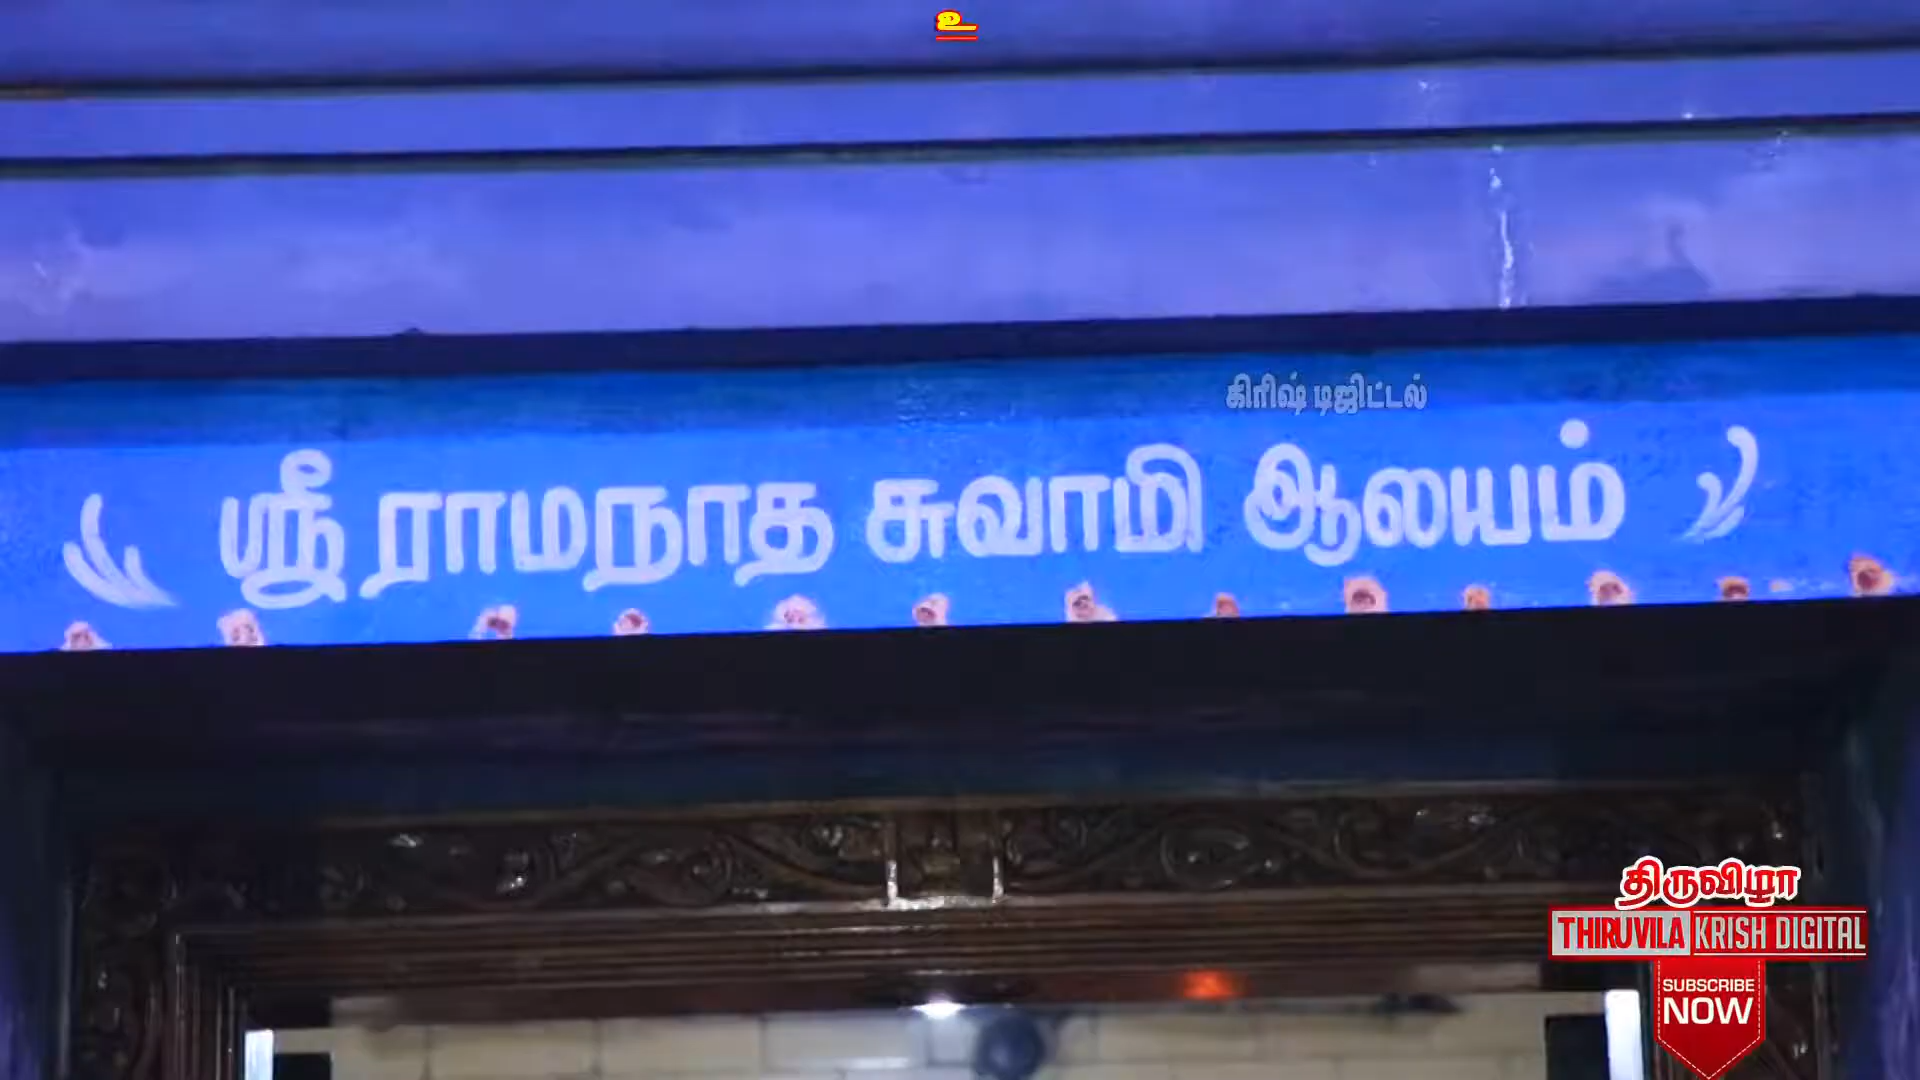 உ
கிரிஷ் டிஜிட்டல்
ஸ்ரீ ராமநாத சுவாமி ஆலயம்
திருவிழா
THIRUVILA KRISH DIGITAL
SUBSCRIBE
NOW